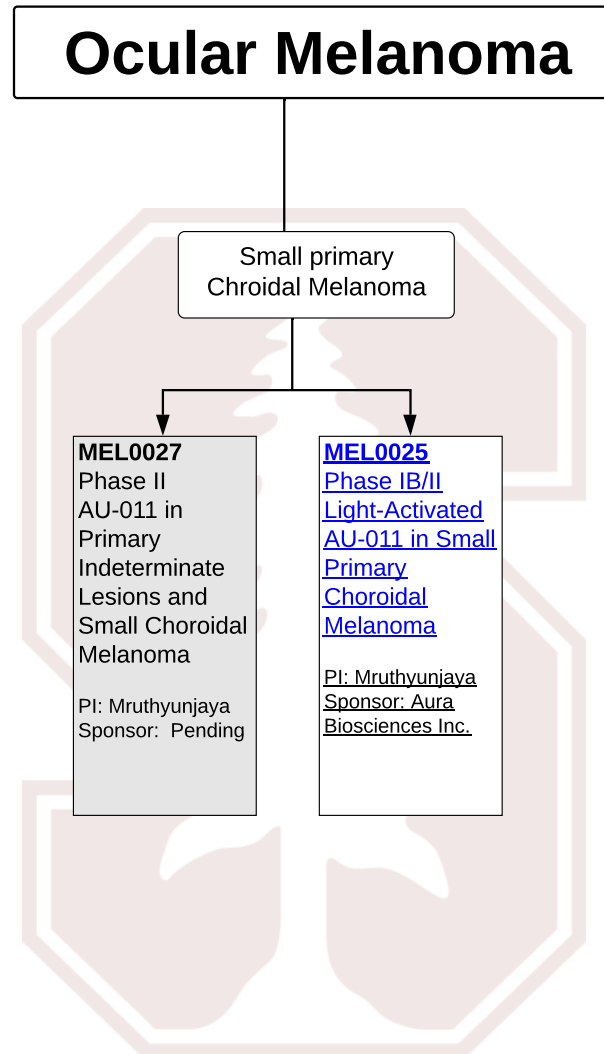 Ocular Melanoma
Small primary
Chroidal Melanoma
MEL0027
Phase II
AU-011 in
Primary
Indeterminate
Lesions and
Small Choroidal
Melanoma
PI: Mruthyunjaya
Sponsor:  Pending
MEL0025
Phase IB/II
Light-Activated
AU-011 in Small
Primary
Choroidal
Melanoma
PI: Mruthyunjaya
Sponsor: Aura
Biosciences Inc.